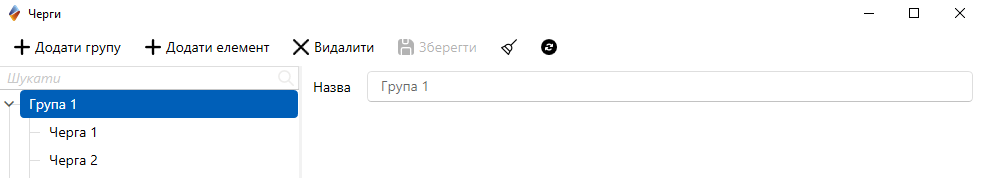 Черги
Додати групу Додати елемент Видалити Зберегти
Шукати
Назва Група 1
Група 1
Черга 1
Черга 2